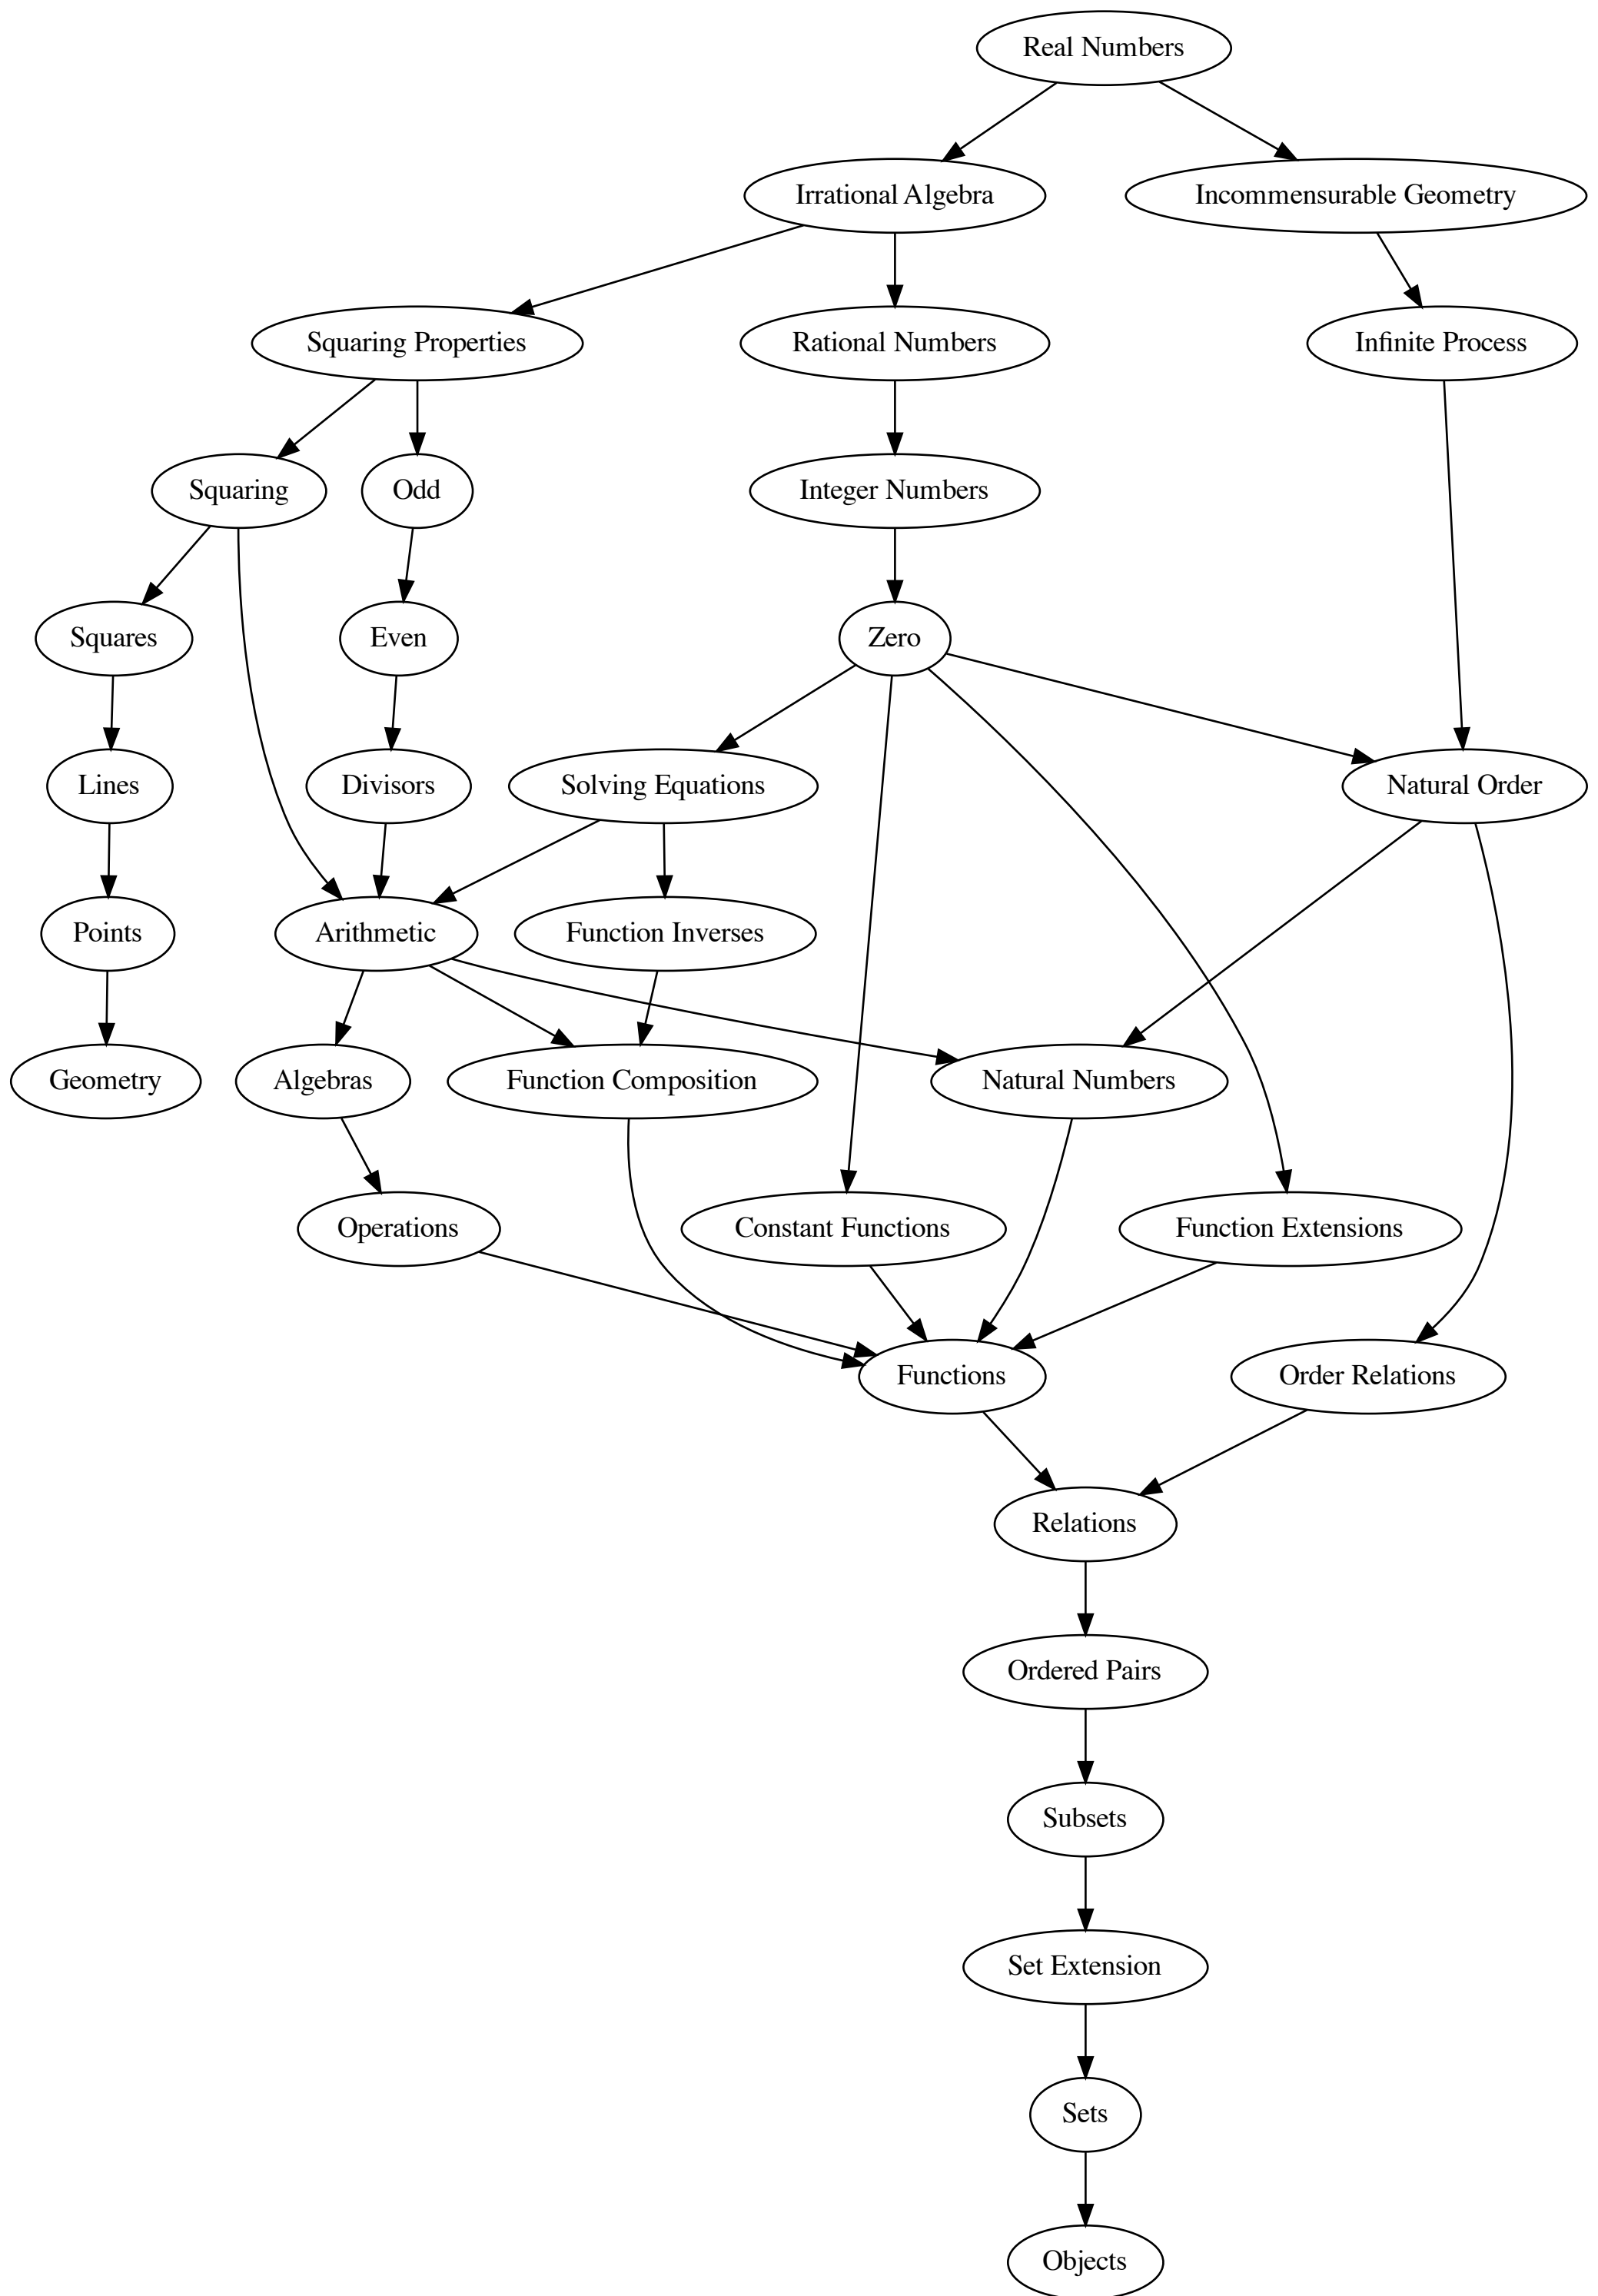 Real Numbers
Irrational Algebra
Incommensurable Geometry
Squaring Properties
Rational Numbers
Infinite Process
Squaring
Odd
Integer Numbers
Squares
Even
Zero
Lines
Divisors
Solving Equations
Natural Order
Points
Arithmetic
Function Inverses
Geometry
Algebras
Function Composition
Natural Numbers
Operations
Constant Functions
Function Extensions
Functions
Order Relations
Relations
Ordered Pairs
Subsets
Set Extension
Sets
Objects